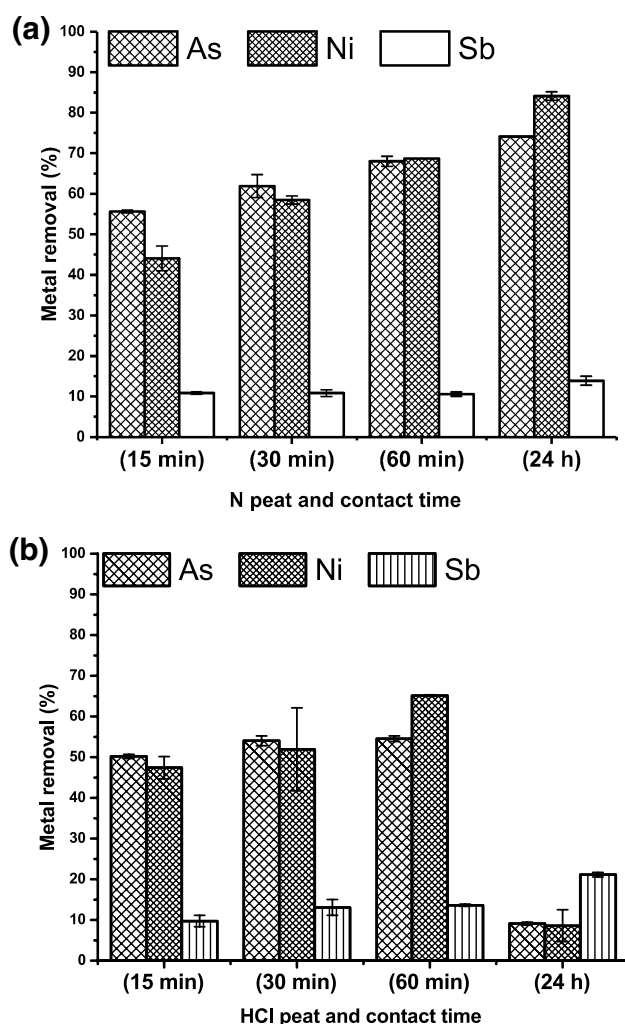 (a)
As Ni Sb
100
90
80
70
60
50
40
30
20
10
0
Metal removal (%)
(15 min) (30 min) (60 min) (24 h)
N peat and contact time
(b)
As Ni Sb
100
90
80
70
60
50
40
30
20
10
0
Metal removal (%)
(15 min) (30 min) (60 min) (24 h)
HCl peat and contact time